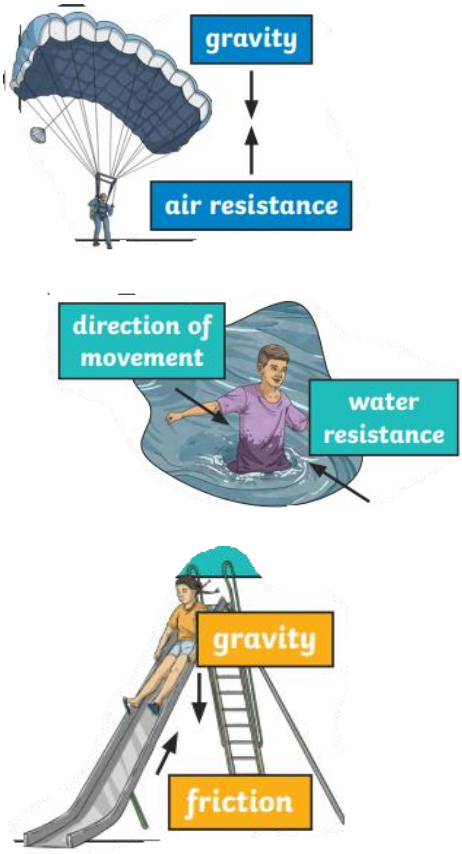 gravity
air resistance
direction of
movement
water
resistance
gravity
friction